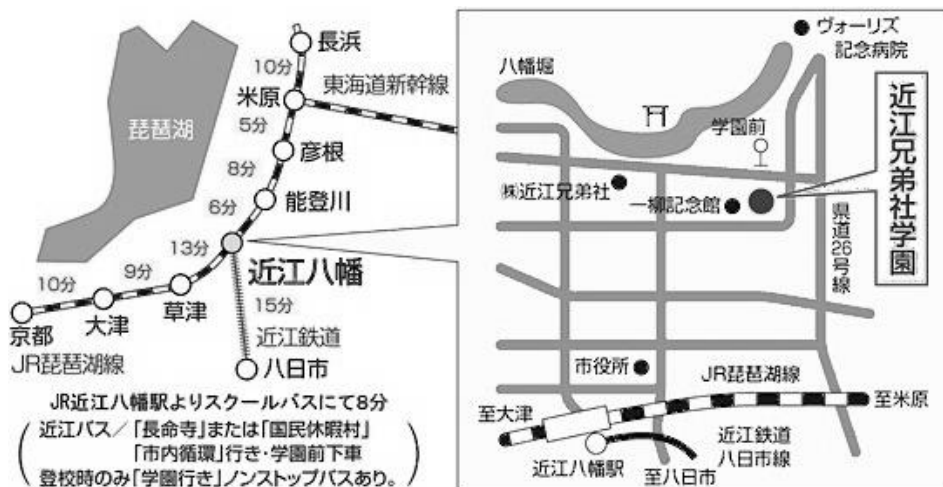 長浜
10分
米原
東海道新幹線
5分
彦根
琵琶湖
8分
能登川
6分
13分
近江八幡
10分
9分
京都
大津
草津
15分
近江鉄道
JR琵琶湖線
八日市
JR近江八幡駅よりスクールバスにて8分
近江バス/「長命寺」または「国民休暇村」
「市内循環」行き・学園前下車
登校時のみ「学園行き」ノンストップバスあり。
ヴォーリズ
記念病院
八幡堀
学園前
㈱近江兄弟社
一柳記念館
近江兄弟社学園
県道26号線
市役所
JR琵琶湖線
至大津
至米原
近江八幡駅
近江鉄道
八日市線
至八日市